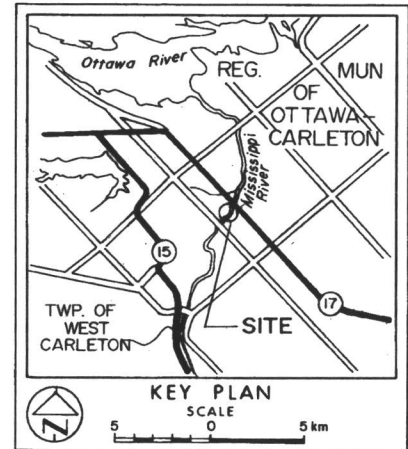 Ottawa River
REG.
MUN
OF
OTTAWA-
CARLETON
Mississippi
River
15
17
TWP. OF
WEST
CARLETON
SITE
KEY PLAN
SCALE
5 0 5 km
N